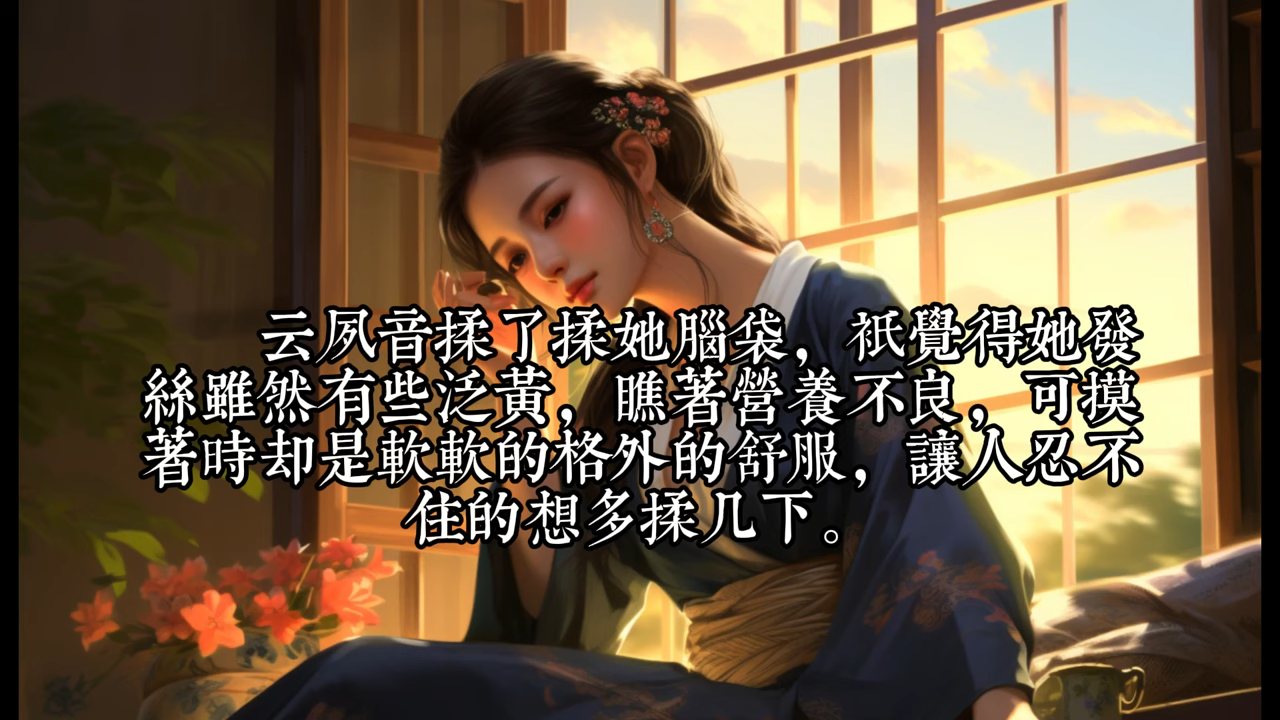 云夙音揉了揉她腦袋，祇覺得她發
絲雖然有些泛黃，瞧著營養不良，可摸
著時却是軟軟的格外的舒服，讓人忍不
住的想多揉几下。